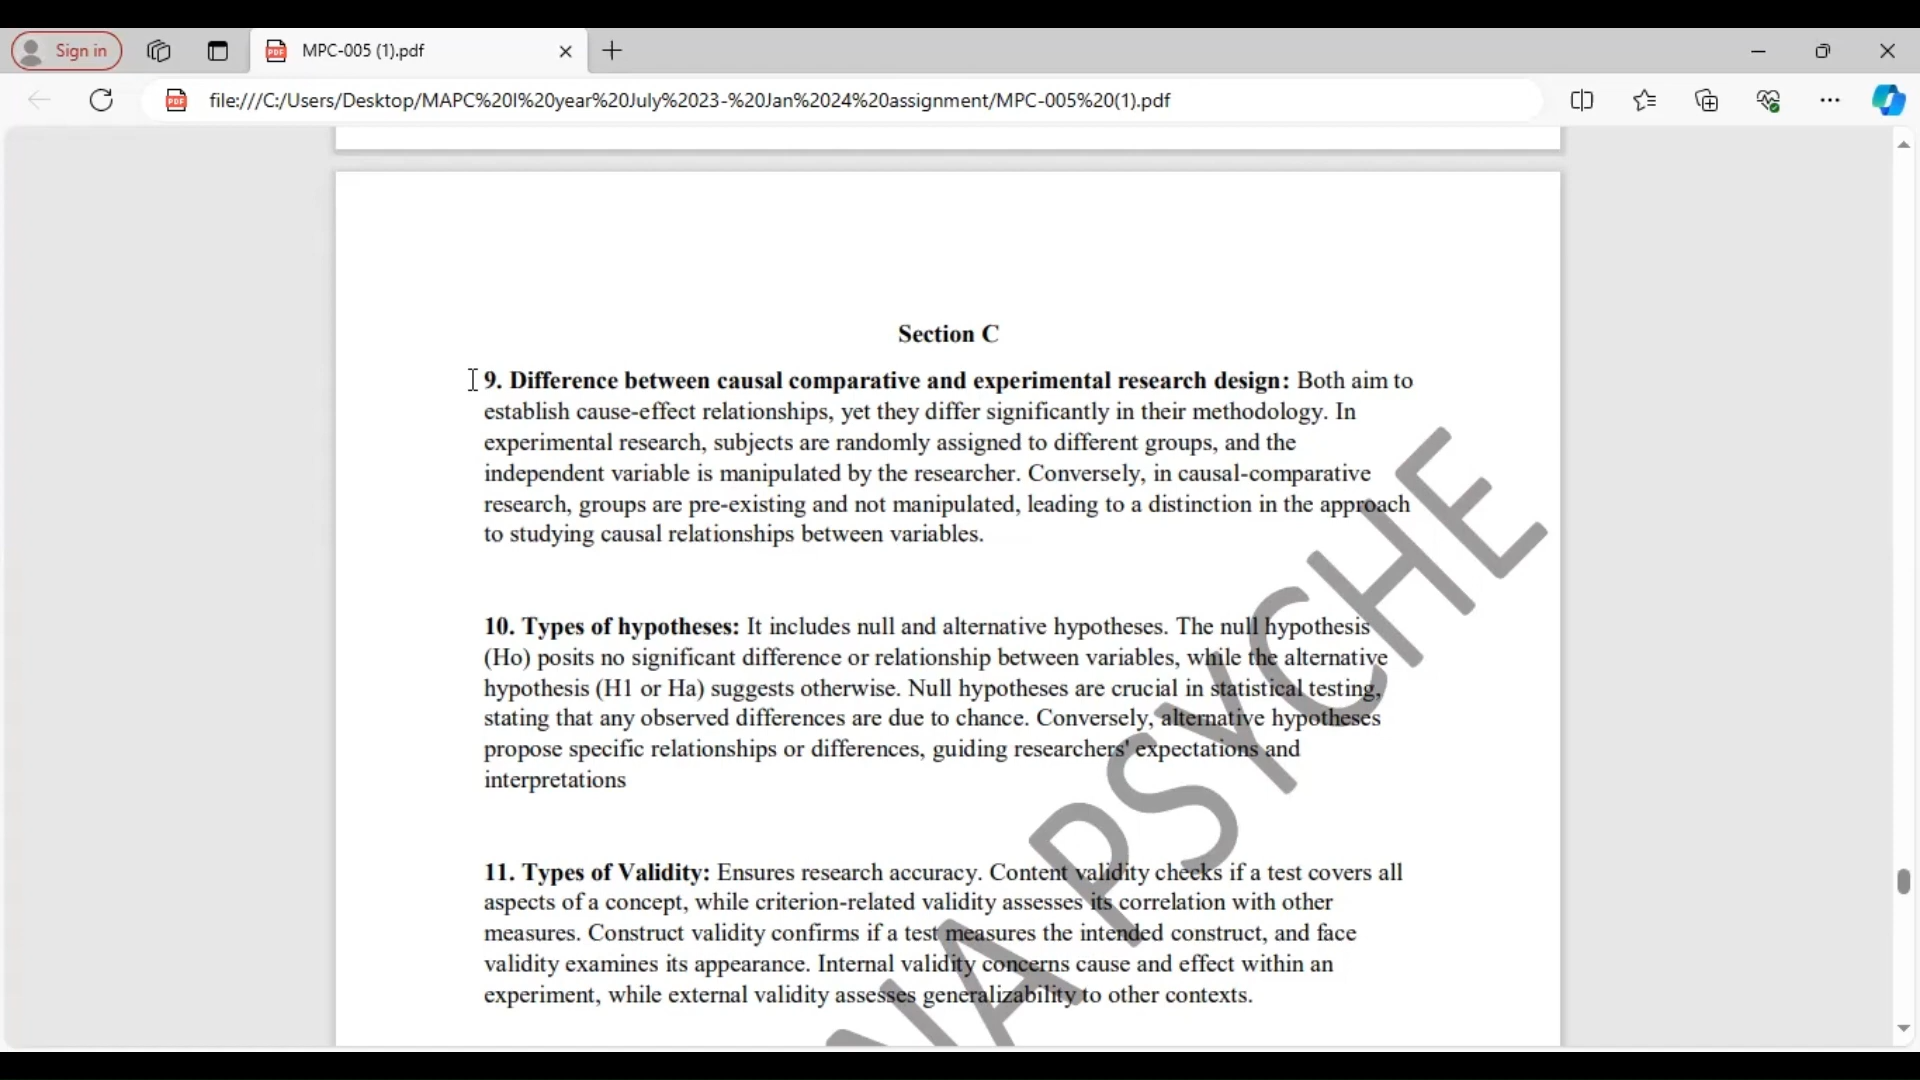 Sign in
MPC-005 (1).pdf
file:///C:/Users/Desktop/MAPC%20I%20year%20July%2023-%20Jan%2024%20assignment/MPC-005%20(1).pdf
Section C
9. Difference between causal comparative and experimental research design: Both aim to
establish cause-effect relationships, yet they differ significantly in their methodology. In
experimental research, subjects are randomly assigned to different groups, and the
independent variable is manipulated by the researcher. Conversely, in causal-comparative
research, groups are pre-existing and not manipulated, leading to a distinction in the approach
to studying causal relationships between variables.
10. Types of hypotheses: It includes null and alternative hypotheses. The null hypothesis
(Ho) posits no significant difference or relationship between variables, while the alternative
hypothesis (H1 or Ha) suggests otherwise. Null hypotheses are crucial in statistical testing,
stating that any observed differences are due to chance. Conversely, alternative hypotheses
propose specific relationships or differences, guiding researchers' expectations and
interpretations
11. Types of Validity: Ensures research accuracy. Content validity checks if a test covers all
aspects of a concept, while criterion-related validity assesses its correlation with other
measures. Construct validity confirms if a test measures the intended construct, and face
validity examines its appearance. Internal validity concerns cause and effect within an
experiment, while external validity assesses generalizability to other contexts.
PSYCHE